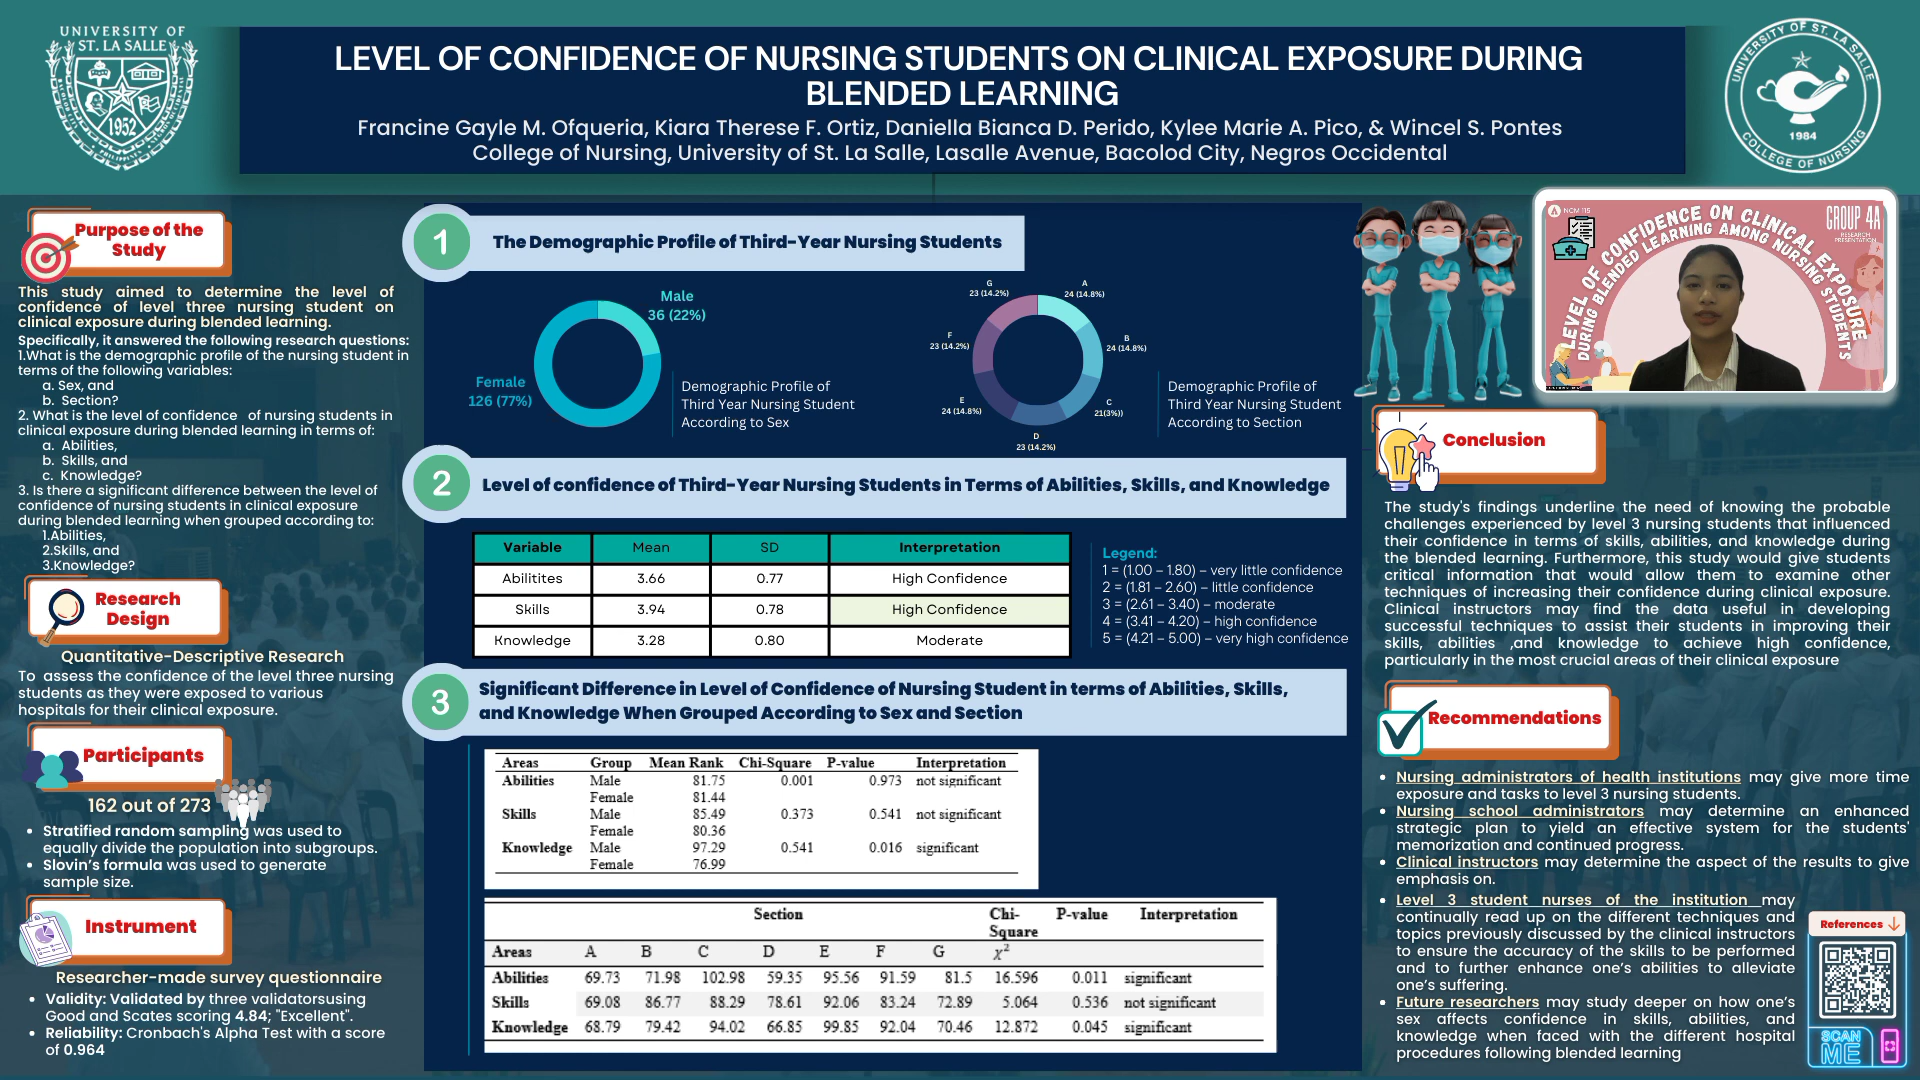 UNIVERSITY OF
ST. LA SALLE
1952
LEVEL OF CONFIDENCE OF NURSING STUDENTS ON CLINICAL EXPOSURE DURING
BLENDED LEARNING
Francine Gayle M. Ofqueria, Kiara Therese F. Ortiz, Daniella Bianca D. Perido, Kylee Marie A. Pico, & Wincel S. Pontes
College of Nursing, University of St. La Salle, Lasalle Avenue, Bacolod City, Negros Occidental
UNIVERSITY OF ST. LA SALLE
1984
COLLEGE OF NURSING
Purpose of the
Study
This study aimed to determine the level of
confidence of level three nursing student on
clinical exposure during blended learning.
Specifically, it answered the following research questions:
1.What is the demographic profile of the nursing student in
terms of the following variables:
a. Sex, and
b. Section?
2. What is the level of confidence of nursing students in
clinical exposure during blended learning in terms of:
a. Abilities,
b. Skills, and
c. Knowledge?
3. Is there a significant difference between the level of
confidence of nursing students in clinical exposure
during blended learning when grouped according to:
1.Abilities,
2.Skills, and
3.Knowledge?
Research
Design
Quantitative-Descriptive Research
To assess the confidence of the level three nursing
students as they were exposed to various
hospitals for their clinical exposure.
Participants
162 out of 273
• Stratified random sampling was used to
equally divide the population into subgroups.
• Slovin's formula was used to generate
sample size.
Instrument
Researcher-made survey questionnaire
• Validity: Validated by three validatorsusing
Good and Scates scoring 4.84; "Excellent".
• Reliability: Cronbach's Alpha Test with a score
of 0.964
1
The Demographic Profile of Third-Year Nursing Students
Male
36 (22%)
Female
126 (77%)
Demographic Profile of
Third Year Nursing Student
According to Sex
G
23 (14.2%)
A
24 (14.8%)
F
23 (14.2%)
B
24 (14.8%)
E
24 (14.8%)
C
21(3%))
D
23 (14.2%)
Demographic Profile of
Third Year Nursing Student
According to Section
2
Level of confidence of Third-Year Nursing Students in Terms of Abilities, Skills, and Knowledge
Variable Mean SD Interpretation
Abilitites 3.66 0.77 High Confidence
Skills 3.94 0.78 High Confidence
Knowledge 3.28 0.80 Moderate
Legend:
1 = (1.00 – 1.80) – very little confidence
2 = (1.81 – 2.60) – little confidence
3 = (2.61 – 3.40) – moderate
4 = (3.41 – 4.20) – high confidence
5 = (4.21 – 5.00) – very high confidence
3
Significant Difference in Level of Confidence of Nursing Student in terms of Abilities, Skills,
and Knowledge When Grouped According to Sex and Section
Areas Group Mean Rank Chi-Square P-value Interpretation
Abilities Male 81.75 0.001 0.973 not significant
Female 81.44
Skills Male 85.49 0.373 0.541 not significant
Female 80.36
Knowledge Male 97.29 0.541 0.016 significant
Female 76.99
Section Chi- P-value Interpretation
Square
Areas A B C D E F G χ²
Abilities 69.73 71.98 102.98 59.35 95.56 91.59 81.5 16.596 0.011 significant
Skills 69.08 86.77 88.29 78.61 92.06 83.24 72.89 5.064 0.536 not significant
Knowledge 68.79 79.42 94.02 66.85 99.85 92.04 70.46 12.872 0.045 significant
NCM 115
GROUP 4A
RESEARCH
PRESENTATION
LEVEL OF CONFIDENCE ON CLINICAL EXPOSURE
DURING BLENDED LEARNING AMONG NURSING STUDENTS
Conclusion
The study's findings underline the need of knowing the probable
challenges experienced by level 3 nursing students that influenced
their confidence in terms of skills, abilities, and knowledge during
the blended learning. Furthermore, this study would give students
critical information that would allow them to examine other
techniques of increasing their confidence during clinical exposure.
Clinical instructors may find the data useful in developing
successful techniques to assist their students in improving their
skills, abilities ,and knowledge to achieve high confidence,
particularly in the most crucial areas of their clinical exposure
Recommendations
• Nursing administrators of health institutions may give more time
exposure and tasks to level 3 nursing students.
• Nursing school administrators may determine an enhanced
strategic plan to yield an effective system for the students'
memorization and continued progress.
• Clinical instructors may determine the aspect of the results to give
emphasis on.
• Level 3 student nurses of the institution may
continually read up on the different techniques and
topics previously discussed by the clinical instructors
to ensure the accuracy of the skills to be performed
and to further enhance one's abilities to alleviate
one's suffering.
• Future researchers may study deeper on how one's
sex affects confidence in skills, abilities, and
knowledge when faced with the different hospital
procedures following blended learning
References
SCAN
ME